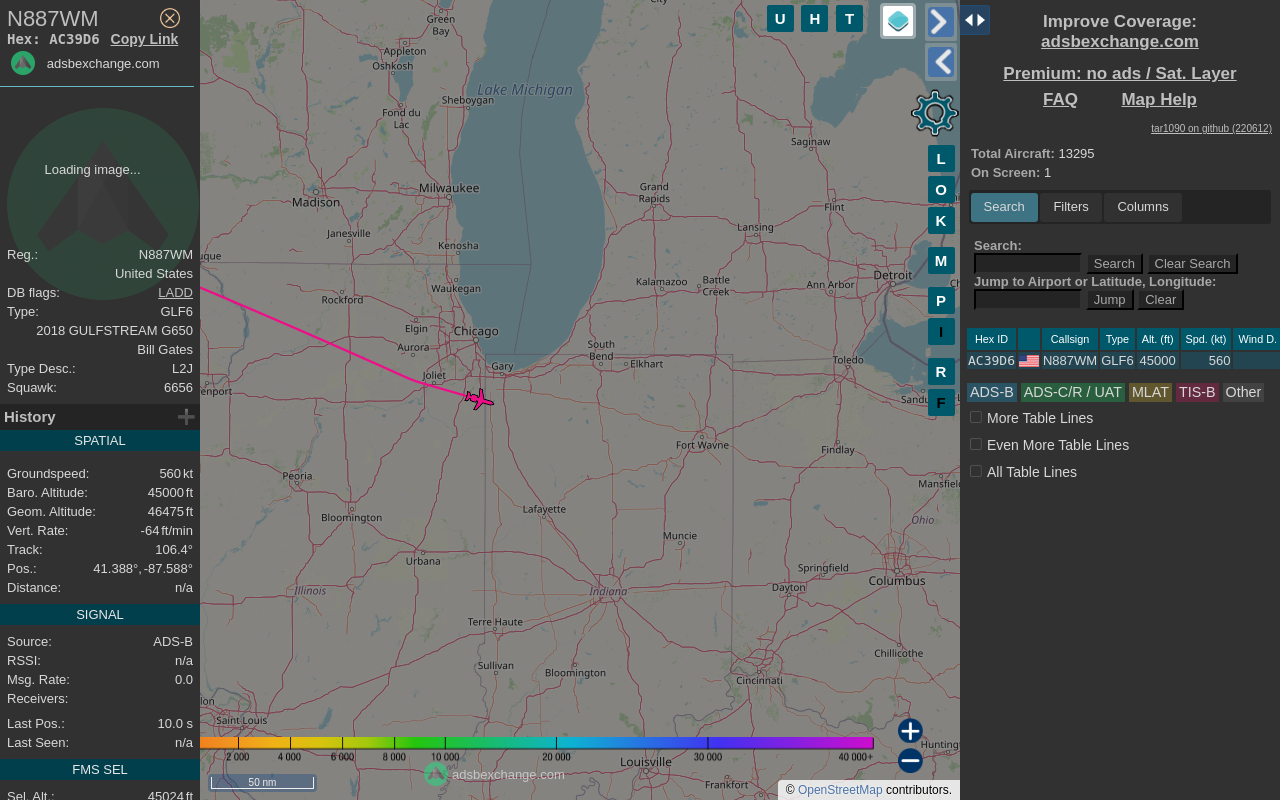 N887WM
Hex: AC39D6 Copy Link
adsbexchange.com
Loading image...
Reg.: N887WM
United States
DB flags: LADD
Type: GLF6
2018 GULFSTREAM G650
Bill Gates
Type Desc.: L2J
Squawk: 6656
History
SPATIAL
Groundspeed: 560 kt
Baro. Altitude: 45000 ft
Geom. Altitude: 46475 ft
Vert. Rate: -64 ft/min
Track: 106.4°
Pos.: 41.388°, -87.588°
Distance: n/a
SIGNAL
Source: ADS-B
RSSI: n/a
Msg. Rate: 0.0
Receivers:
Last Pos.: 10.0 s
Last Seen: n/a
FMS SEL
Sel. Alt.: 45024 ft
City
Green
Bay
Appleton
Oshkosh
Lake Michigan
Sheboygan
Fond du
Lac
Saginaw
Milwaukee
Madison
Grand
Rapids
Flint
Janesville
Lansing
Kenosha
uque
Detroit
Waukegan
Kalamazoo
Battle
Creek
Ann Arbor
Rockford
Elgin
Chicago
Aurora
South
Bend
Elkhart
Toledo
Gary
Joliet
enport
Sandu
Fort Wayne
Findlay
Peoria
Mansfiel
Lafayette
Bloomington
Ohio
Muncie
Urbana
Springfield
Columbus
Dayton
Illinois
Indiana
Terre Haute
Chillicothe
Sullivan
Bloomington
Cincinnati
ton
Saint Louis
Huntingt
Louisville
Frankfort
2 000 4 000 6 000 8 000 10 000 20 000 30 000 40 000+
adsbexchange.com
50 nm
© OpenStreetMap contributors.
U H T
L
O
K
M
P
I
R
F
Improve Coverage:
adsbexchange.com
Premium: no ads / Sat. Layer
FAQ Map Help
tar1090 on github (220612)
Total Aircraft: 13295
On Screen: 1
Search Filters Columns
Search:
Search Clear Search
Jump to Airport or Latitude, Longitude:
Jump Clear
Hex ID Callsign Type Alt. (ft) Spd. (kt) Wind D.
AC39D6 N887WM GLF6 45000 560
ADS-B ADS-C/R / UAT MLAT TIS-B Other
More Table Lines
Even More Table Lines
All Table Lines